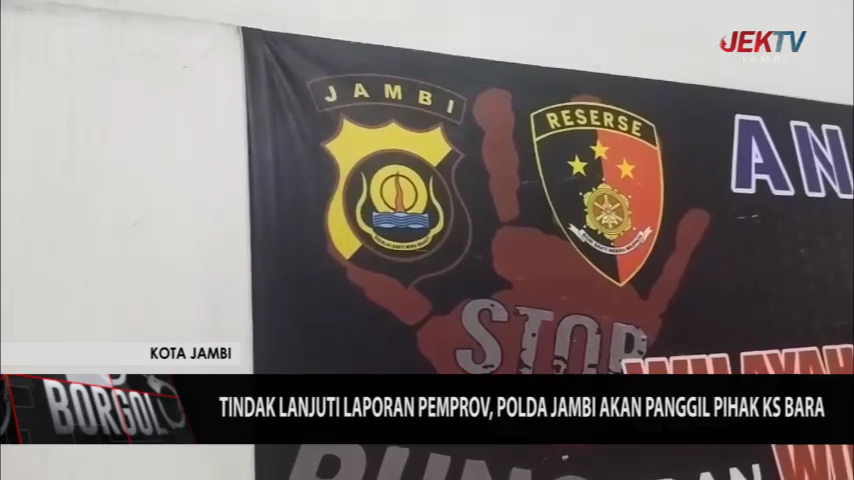 JEKTV
JAMBI
JAMBI
RESERSE
AN
STOP
WILAYAH
KOTA JAMBI
BORGOL
TINDAK LANJUTI LAPORAN PEMPROV, POLDA JAMBI AKAN PANGGIL PIHAK KS BARA